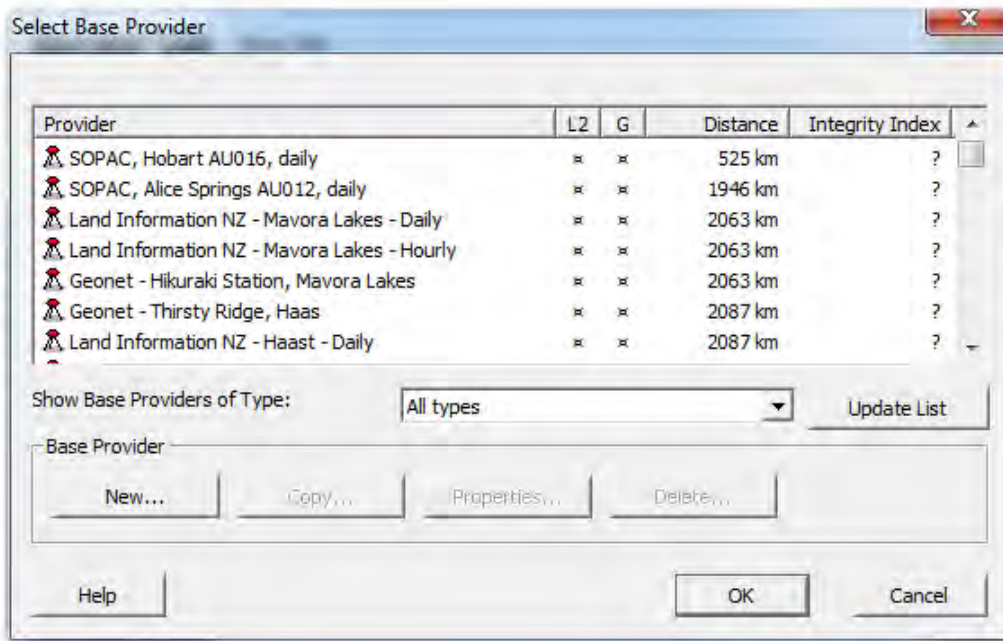 Select Base Provider
Provider L2 G Distance Integrity Index
SOPAC, Hobart AU016, daily ¤ ¤ 525 km ?
SOPAC, Alice Springs AU012, daily ¤ ¤ 1946 km ?
Land Information NZ - Mavora Lakes - Daily ¤ ¤ 2063 km ?
Land Information NZ - Mavora Lakes - Hourly ¤ ¤ 2063 km ?
Geonet - Hikuraki Station, Mavora Lakes ¤ ¤ 2063 km ?
Geonet - Thirsty Ridge, Haas ¤ ¤ 2087 km ?
Land Information NZ - Haast - Daily ¤ ¤ 2087 km ?
Show Base Providers of Type: All types Update List
Base Provider
New... Copy... Properties... Delete...
Help OK Cancel